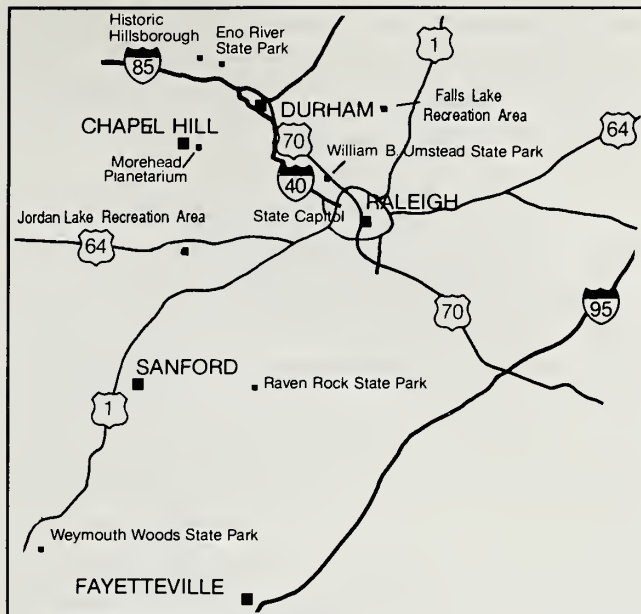 Historic
Hillsborough
Eno River
State Park
1
85
DURHAM
Falls Lake
Recreation Area
64
CHAPEL HILL
70
Morehead
Planetarium
William B. Umstead State Park
40
State Capitol
RALEIGH
Jordan Lake Recreation Area
64
95
70
SANFORD
Raven Rock State Park
1
Weymouth Woods State Park
FAYETTEVILLE